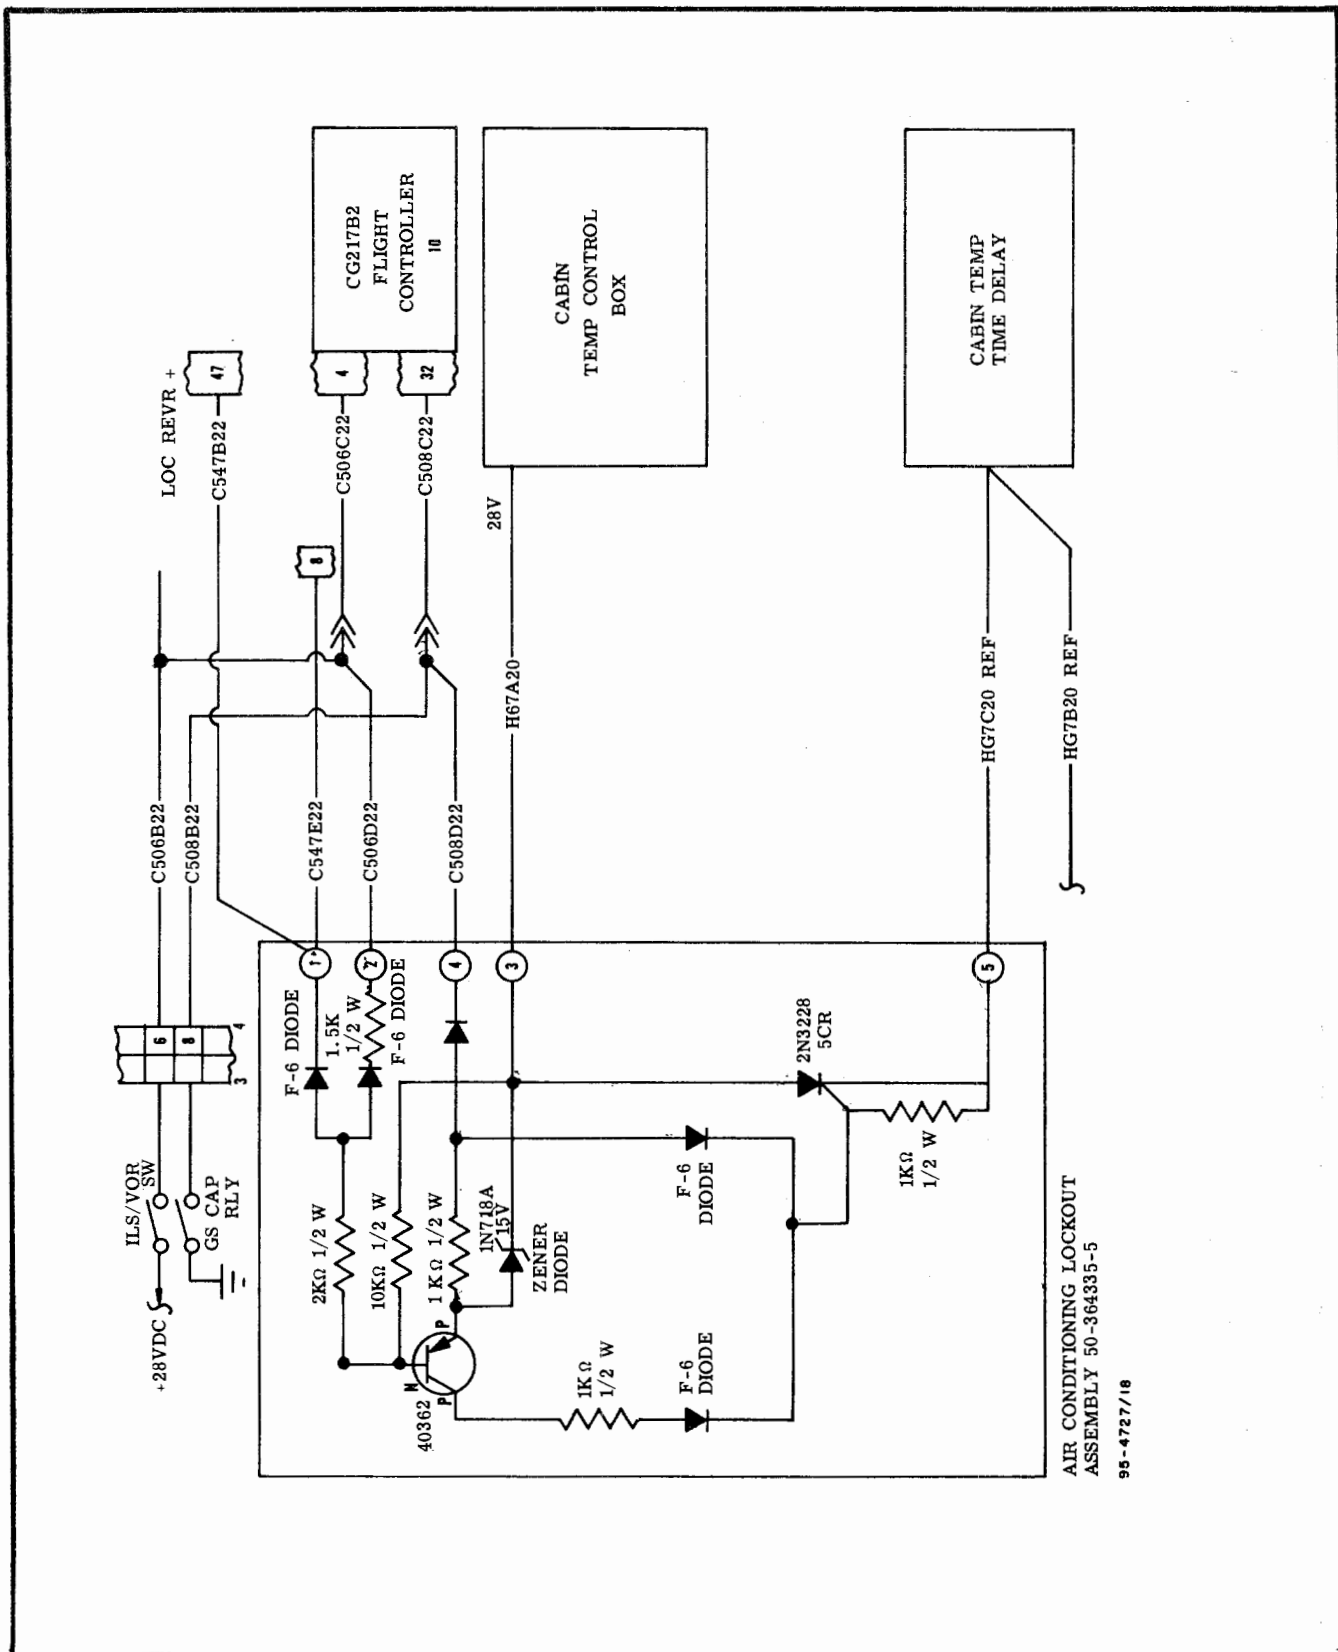 ILS/VOR
SW
+28VDC
GS CAP
RLY
3
4
6
8
C506B22
C508B22
LOC REVR +
47
C547B22
8
C547E22
C506D22
C508D22
4
C506C22
32
C508C22
CG217B2
FLIGHT
CONTROLLER
10
28V
H67A20
CABIN
TEMP CONTROL
BOX
HG7C20 REF
HG7B20 REF
CABIN TEMP
TIME DELAY
F-6 DIODE
1.5K
1/2 W
F-6 DIODE
2KΩ 1/2 W
10KΩ 1/2 W
1KΩ 1/2 W
1N718A
15V
ZENER
DIODE
40362
N
P
P
1KΩ
1/2 W
F-6
DIODE
F-6
DIODE
2N3228
5CR
1KΩ
1/2 W
4
3
5
AIR CONDITIONING LOCKOUT
ASSEMBLY 50-364335-5
95-4727/18